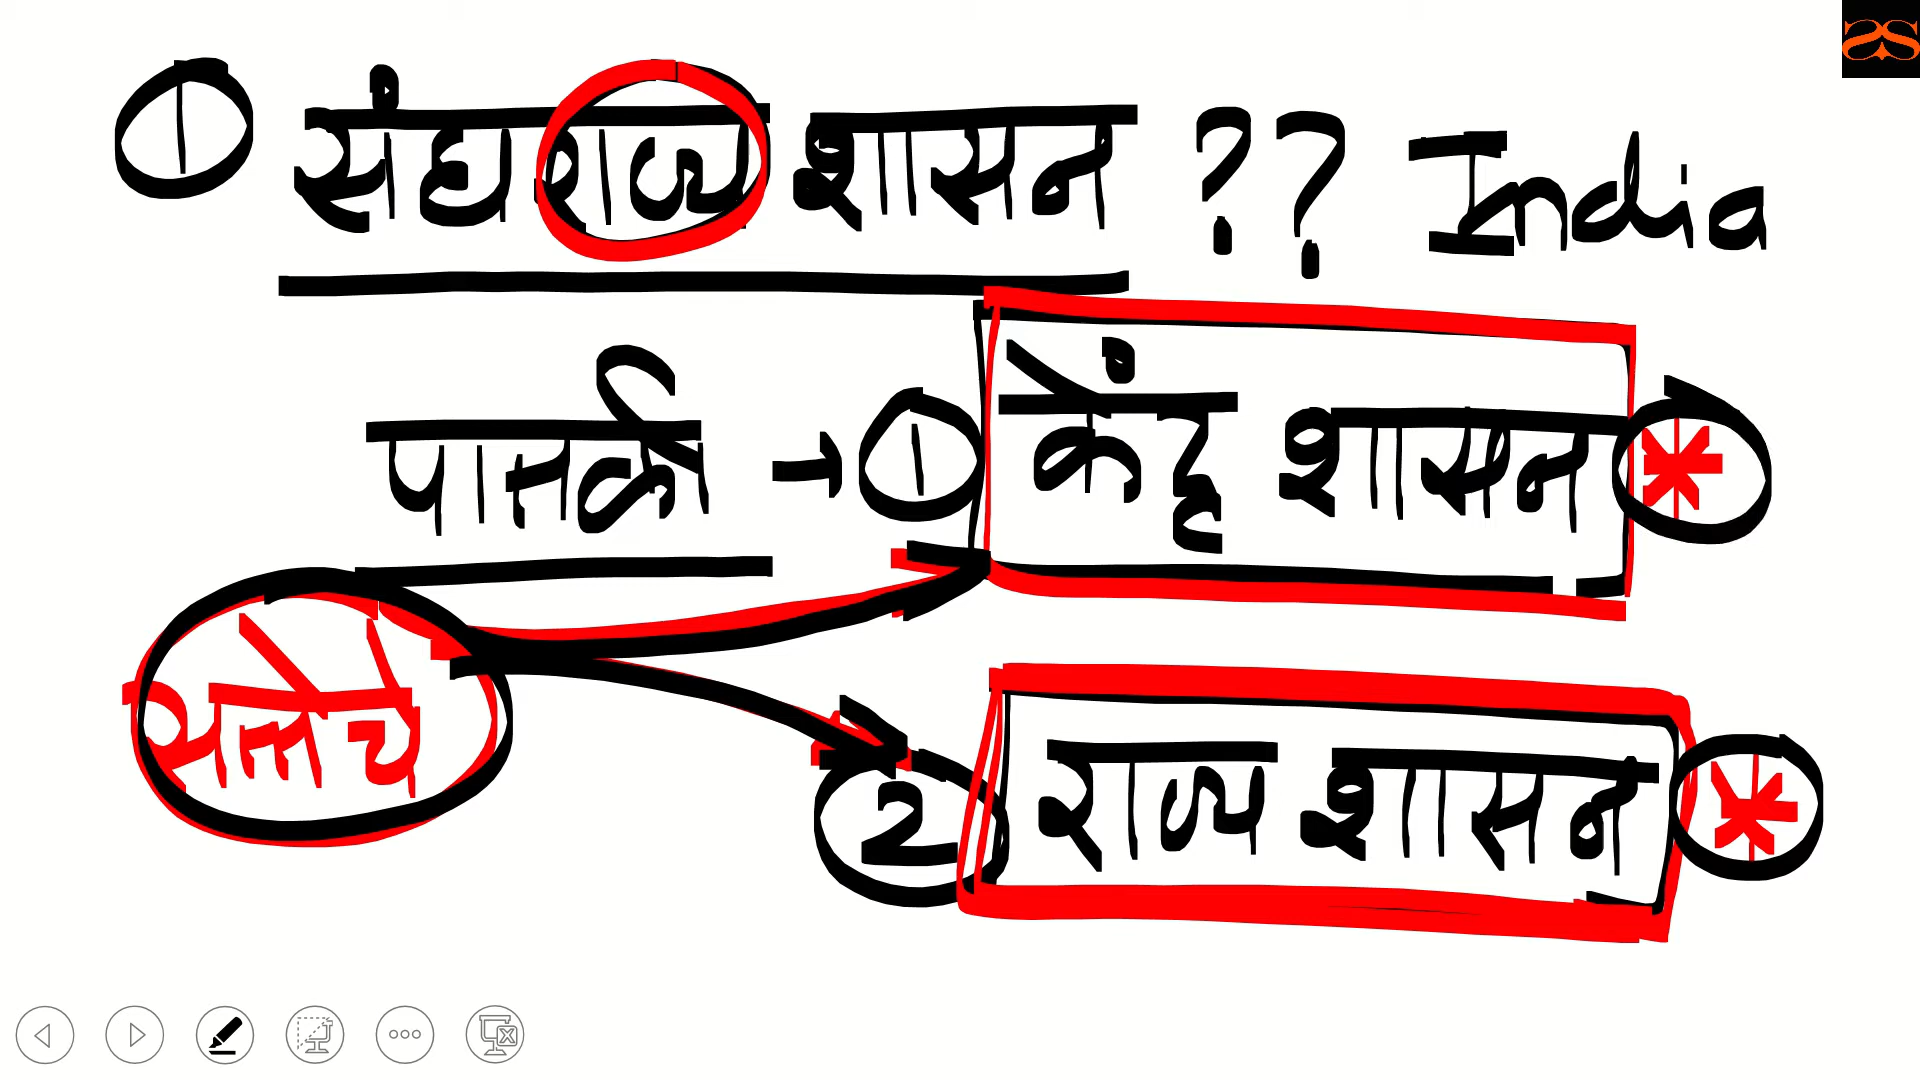 ① संघराज्य शासन ?? India
पातळी → ① केंद्र शासन *
सत्तेचे
② राज्य शासन *